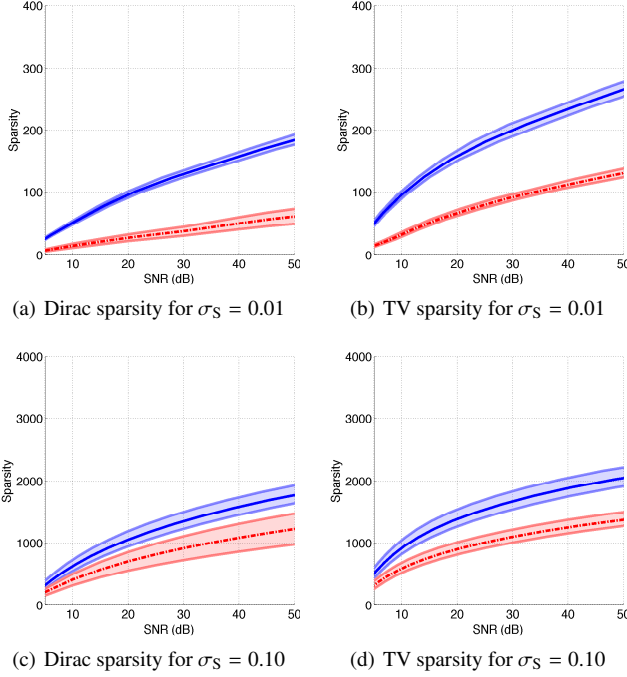 400
300
200
100
0
Sparsity
10 20 30 40 50
SNR (dB)
(a) Dirac sparsity for σS = 0.01
400
300
200
100
0
Sparsity
10 20 30 40 50
SNR (dB)
(b) TV sparsity for σS = 0.01
4000
3000
2000
1000
0
Sparsity
10 20 30 40 50
SNR (dB)
(c) Dirac sparsity for σS = 0.10
4000
3000
2000
1000
0
Sparsity
10 20 30 40 50
SNR (dB)
(d) TV sparsity for σS = 0.10